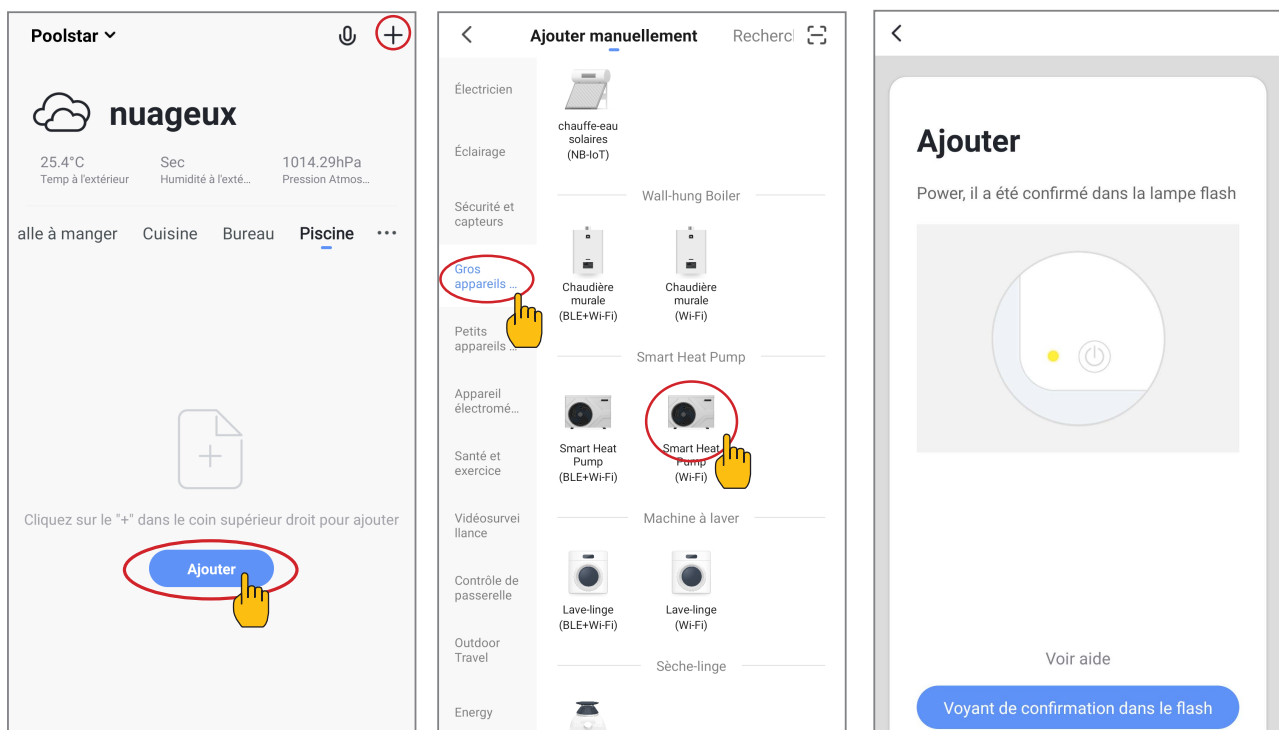 Poolstar
nuageux
25.4°C Sec 1014.29hPa
Temp à l'extérieur Humidité à l'exté... Pression Atmos...
alle à manger Cuisine Bureau Piscine ...
Cliquez sur le "+" dans le coin supérieur droit pour ajouter
Ajouter
Ajouter manuellement Recherc
Électricien
Éclairage
Sécurité et
capteurs
Gros
appareils ...
Petits
appareils ...
Appareil
électromé...
Santé et
exercice
Vidéosurvei
llance
Contrôle de
passerelle
Outdoor
Travel
Energy
chauffe-eau
solaires
(NB-IoT)
Wall-hung Boiler
Chaudière
murale
(BLE+Wi-Fi)
Chaudière
murale
(Wi-Fi)
Smart Heat Pump
Smart Heat
Pump
(BLE+Wi-Fi)
Smart Heat
Pump
(Wi-Fi)
Machine à laver
Lave-linge
(BLE+Wi-Fi)
Lave-linge
(Wi-Fi)
Sèche-linge
Ajouter
Power, il a été confirmé dans la lampe flash
Voir aide
Voyant de confirmation dans le flash